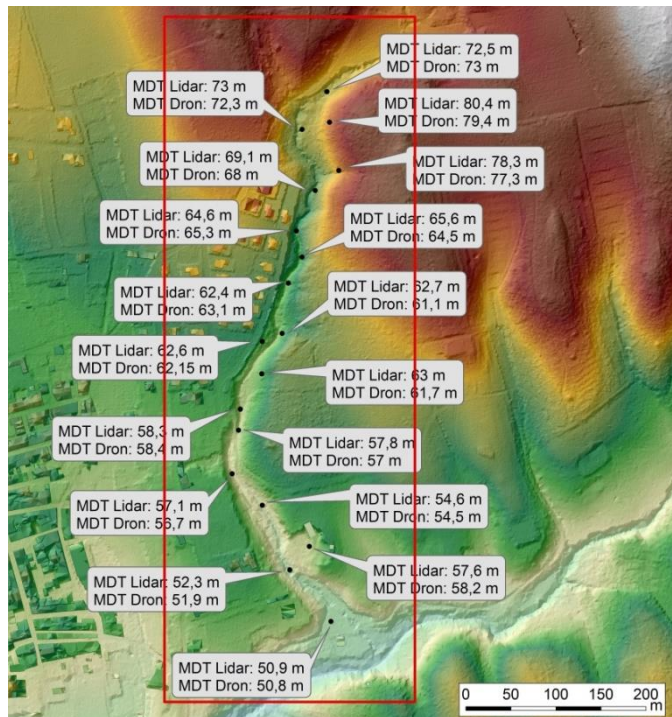 MDT Lidar: 72,5 m
MDT Dron: 73 m
MDT Lidar: 73 m
MDT Dron: 72,3 m
MDT Lidar: 80,4 m
MDT Dron: 79,4 m
MDT Lidar: 69,1 m
MDT Dron: 68 m
MDT Lidar: 78,3 m
MDT Dron: 77,3 m
MDT Lidar: 64,6 m
MDT Dron: 65,3 m
MDT Lidar: 65,6 m
MDT Dron: 64,5 m
MDT Lidar: 62,4 m
MDT Dron: 63,1 m
MDT Lidar: 62,7 m
MDT Dron: 61,1 m
MDT Lidar: 62,6 m
MDT Dron: 62,15 m
MDT Lidar: 63 m
MDT Dron: 61,7 m
MDT Lidar: 58,3 m
MDT Dron: 58,4 m
MDT Lidar: 57,8 m
MDT Dron: 57 m
MDT Lidar: 57,1 m
MDT Dron: 56,7 m
MDT Lidar: 54,6 m
MDT Dron: 54,5 m
MDT Lidar: 52,3 m
MDT Dron: 51,9 m
MDT Lidar: 57,6 m
MDT Dron: 58,2 m
MDT Lidar: 50,9 m
MDT Dron: 50,8 m
0 50 100 150 200
m